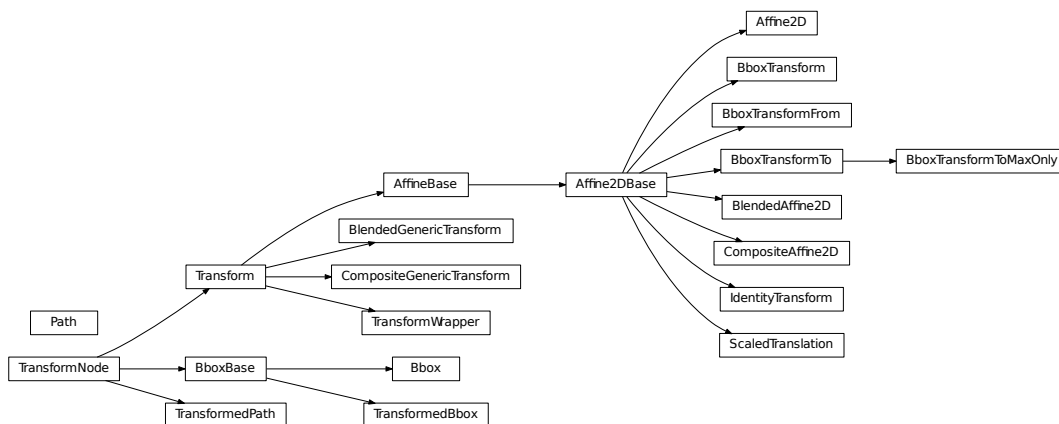 Affine2D
BboxTransform
BboxTransformFrom
BboxTransformTo
BboxTransformToMaxOnly
AffineBase
Affine2DBase
BlendedAffine2D
BlendedGenericTransform
CompositeAffine2D
Transform
CompositeGenericTransform
IdentityTransform
Path
TransformWrapper
ScaledTranslation
TransformNode
BboxBase
Bbox
TransformedPath
TransformedBbox